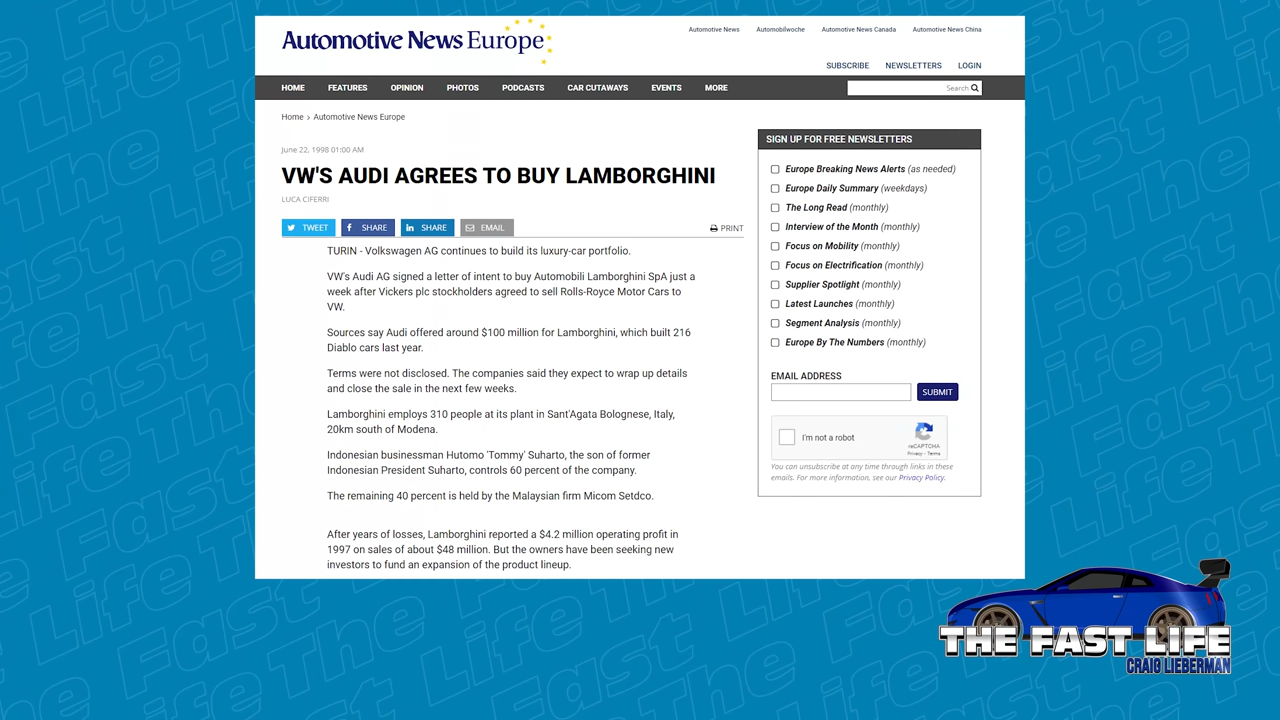 Automotive News Europe
Automotive News Automobilwoche Automotive News Canada Automotive News China
SUBSCRIBE NEWSLETTERS LOGIN
HOME FEATURES OPINION PHOTOS PODCASTS CAR CUTAWAYS EVENTS MORE
Search
Home › Automotive News Europe
June 22, 1998 01:00 AM
VW'S AUDI AGREES TO BUY LAMBORGHINI
LUCA CIFERRI
TWEET SHARE SHARE EMAIL PRINT
TURIN - Volkswagen AG continues to build its luxury-car portfolio.
VW's Audi AG signed a letter of intent to buy Automobili Lamborghini SpA just a
week after Vickers plc stockholders agreed to sell Rolls-Royce Motor Cars to
VW.
Sources say Audi offered around $100 million for Lamborghini, which built 216
Diablo cars last year.
Terms were not disclosed. The companies said they expect to wrap up details
and close the sale in the next few weeks.
Lamborghini employs 310 people at its plant in Sant'Agata Bolognese, Italy,
20km south of Modena.
Indonesian businessman Hutomo 'Tommy' Suharto, the son of former
Indonesian President Suharto, controls 60 percent of the company.
The remaining 40 percent is held by the Malaysian firm Micom Setdco.
After years of losses, Lamborghini reported a $4.2 million operating profit in
1997 on sales of about $48 million. But the owners have been seeking new
investors to fund an expansion of the product lineup.
SIGN UP FOR FREE NEWSLETTERS
Europe Breaking News Alerts (as needed)
Europe Daily Summary (weekdays)
The Long Read (monthly)
Interview of the Month (monthly)
Focus on Mobility (monthly)
Focus on Electrification (monthly)
Supplier Spotlight (monthly)
Latest Launches (monthly)
Segment Analysis (monthly)
Europe By The Numbers (monthly)
EMAIL ADDRESS
SUBMIT
I'm not a robot
reCAPTCHA
Privacy - Terms
You can unsubscribe at any time through links in these
emails. For more information, see our Privacy Policy.
THE FAST LIFE
CRAIG LIEBERMAN